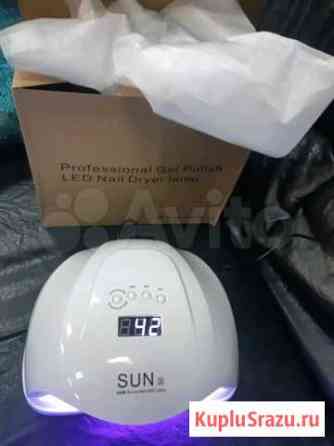 Professional Gel Polish
LED Nail Dryer lamp
Avito
42
SUN
KupluSrazu.ru